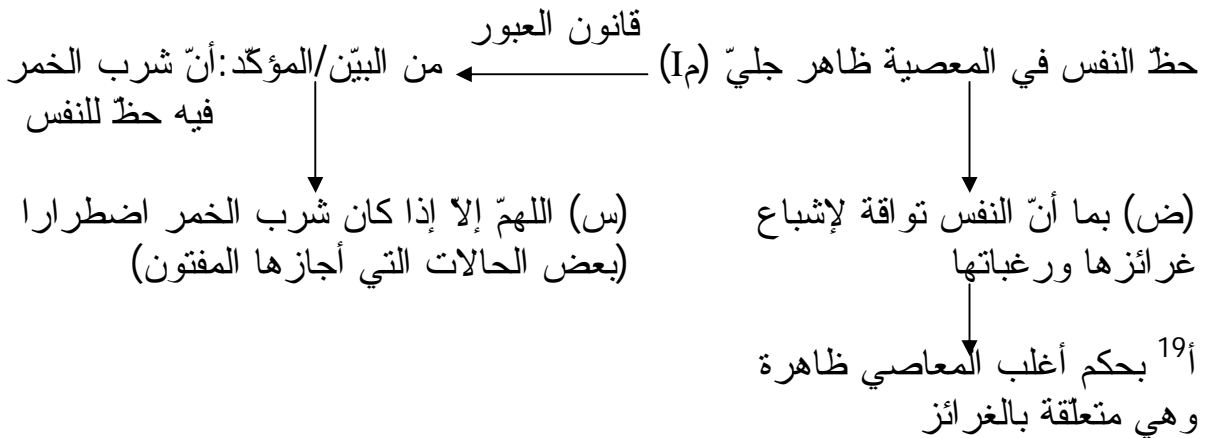 قانون العبور
حظّ النفس في المعصية ظاهر جليّ (مI) من البيّن/المؤكّد:أنّ شرب الخمر
فيه حظّ للنفس
(ض) بما أنّ النفس تواقة لإشباع
غرائزها ورغباتها
(س) اللهمّ إلاّ إذا كان شرب الخمر اضطرارا
(بعض الحالات التي أجازها المفتون)
أ19 بحكم أغلب المعاصي ظاهرة
وهي متعلّقة بالغرائز